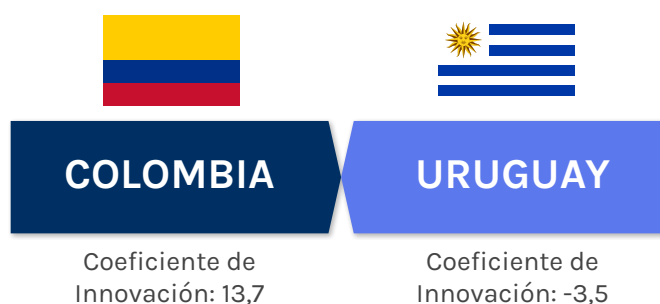 COLOMBIA
URUGUAY
Coeficiente de
Innovación: 13,7
Coeficiente de
Innovación: -3,5